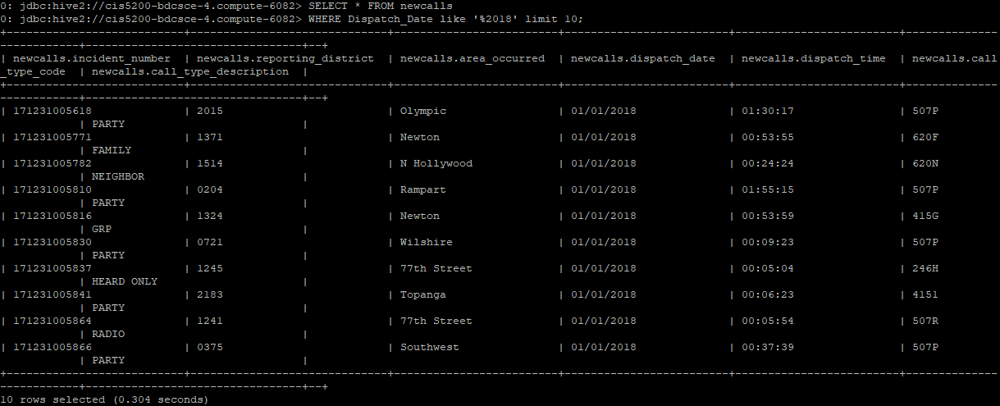 0: jdbc:hive2://cis5200-bdcsce-4.compute-6082> SELECT * FROM newcalls
0: jdbc:hive2://cis5200-bdcsce-4.compute-6082> WHERE Dispatch_Date like '%2018' limit 10;
+---------------------------+------------------------------+-------------------------+-------------------------+-------------------------+--------------
------------+---------------------------------+--+
| newcalls.incident_number  | newcalls.reporting_district  | newcalls.area_occurred  | newcalls.dispatch_date  | newcalls.dispatch_time  | newcalls.call
_type_code  | newcalls.call_type_description  |
+---------------------------+------------------------------+-------------------------+-------------------------+-------------------------+--------------
------------+---------------------------------+--+
| 171231005618              | 2015                         | Olympic                 | 01/01/2018              | 01:30:17                | 507P
            | PARTY                           |
| 171231005771              | 1371                         | Newton                  | 01/01/2018              | 00:53:55                | 620F
            | FAMILY                          |
| 171231005782              | 1514                         | N Hollywood             | 01/01/2018              | 00:24:24                | 620N
            | NEIGHBOR                        |
| 171231005810              | 0204                         | Rampart                 | 01/01/2018              | 01:55:15                | 507P
            | PARTY                           |
| 171231005816              | 1324                         | Newton                  | 01/01/2018              | 00:53:59                | 415G
            | GRP                             |
| 171231005830              | 0721                         | Wilshire                | 01/01/2018              | 00:09:23                | 507P
            | PARTY                           |
| 171231005837              | 1245                         | 77th Street             | 01/01/2018              | 00:05:04                | 246H
            | HEARD ONLY                      |
| 171231005841              | 2183                         | Topanga                 | 01/01/2018              | 00:06:23                | 4151
            | PARTY                           |
| 171231005864              | 1241                         | 77th Street             | 01/01/2018              | 00:05:54                | 507R
            | RADIO                           |
| 171231005866              | 0375                         | Southwest               | 01/01/2018              | 00:37:39                | 507P
            | PARTY                           |
+---------------------------+------------------------------+-------------------------+-------------------------+-------------------------+--------------
------------+---------------------------------+--+
10 rows selected (0.304 seconds)